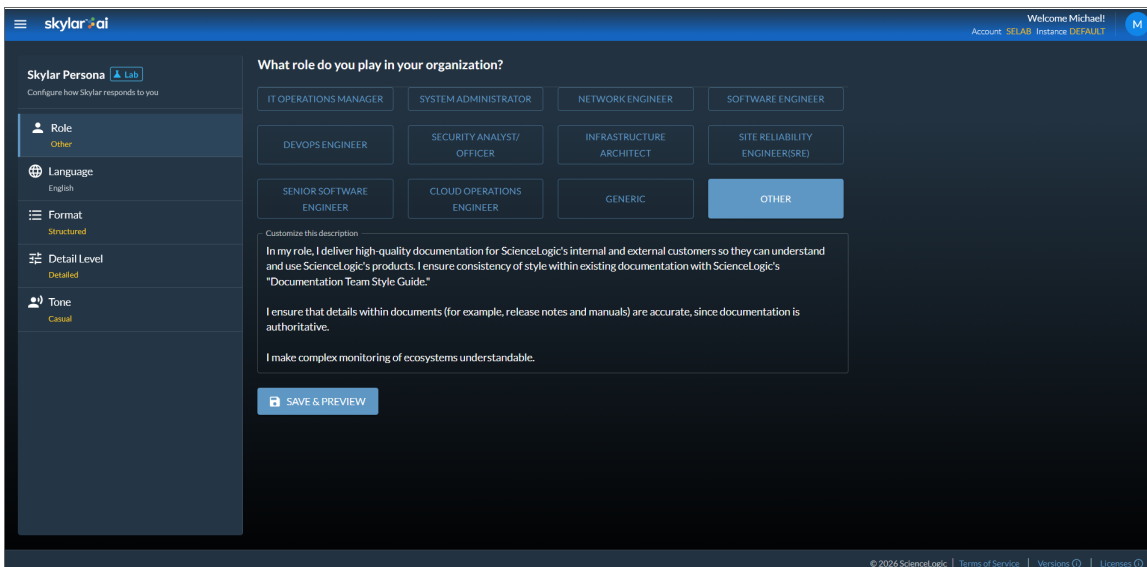 skylar ai
Welcome Michael!
Account SELAB Instance DEFAULT
M
Skylar Persona Lab
Configure how Skylar responds to you
Role
Other
Language
English
Format
Structured
Detail Level
Detailed
Tone
Casual
What role do you play in your organization?
IT OPERATIONS MANAGER
SYSTEM ADMINISTRATOR
NETWORK ENGINEER
SOFTWARE ENGINEER
DEVOPS ENGINEER
SECURITY ANALYST/
OFFICER
INFRASTRUCTURE
ARCHITECT
SITE RELIABILITY
ENGINEER(SRE)
SENIOR SOFTWARE
ENGINEER
CLOUD OPERATIONS
ENGINEER
GENERIC
OTHER
Customize this description
In my role, I deliver high-quality documentation for ScienceLogic's internal and external customers so they can understand
and use ScienceLogic's products. I ensure consistency of style within existing documentation with ScienceLogic's
"Documentation Team Style Guide."
I ensure that details within documents (for example, release notes and manuals) are accurate, since documentation is
authoritative.
I make complex monitoring of ecosystems understandable.
SAVE & PREVIEW
© 2026 ScienceLogic | Terms of Service | Versions | Licenses